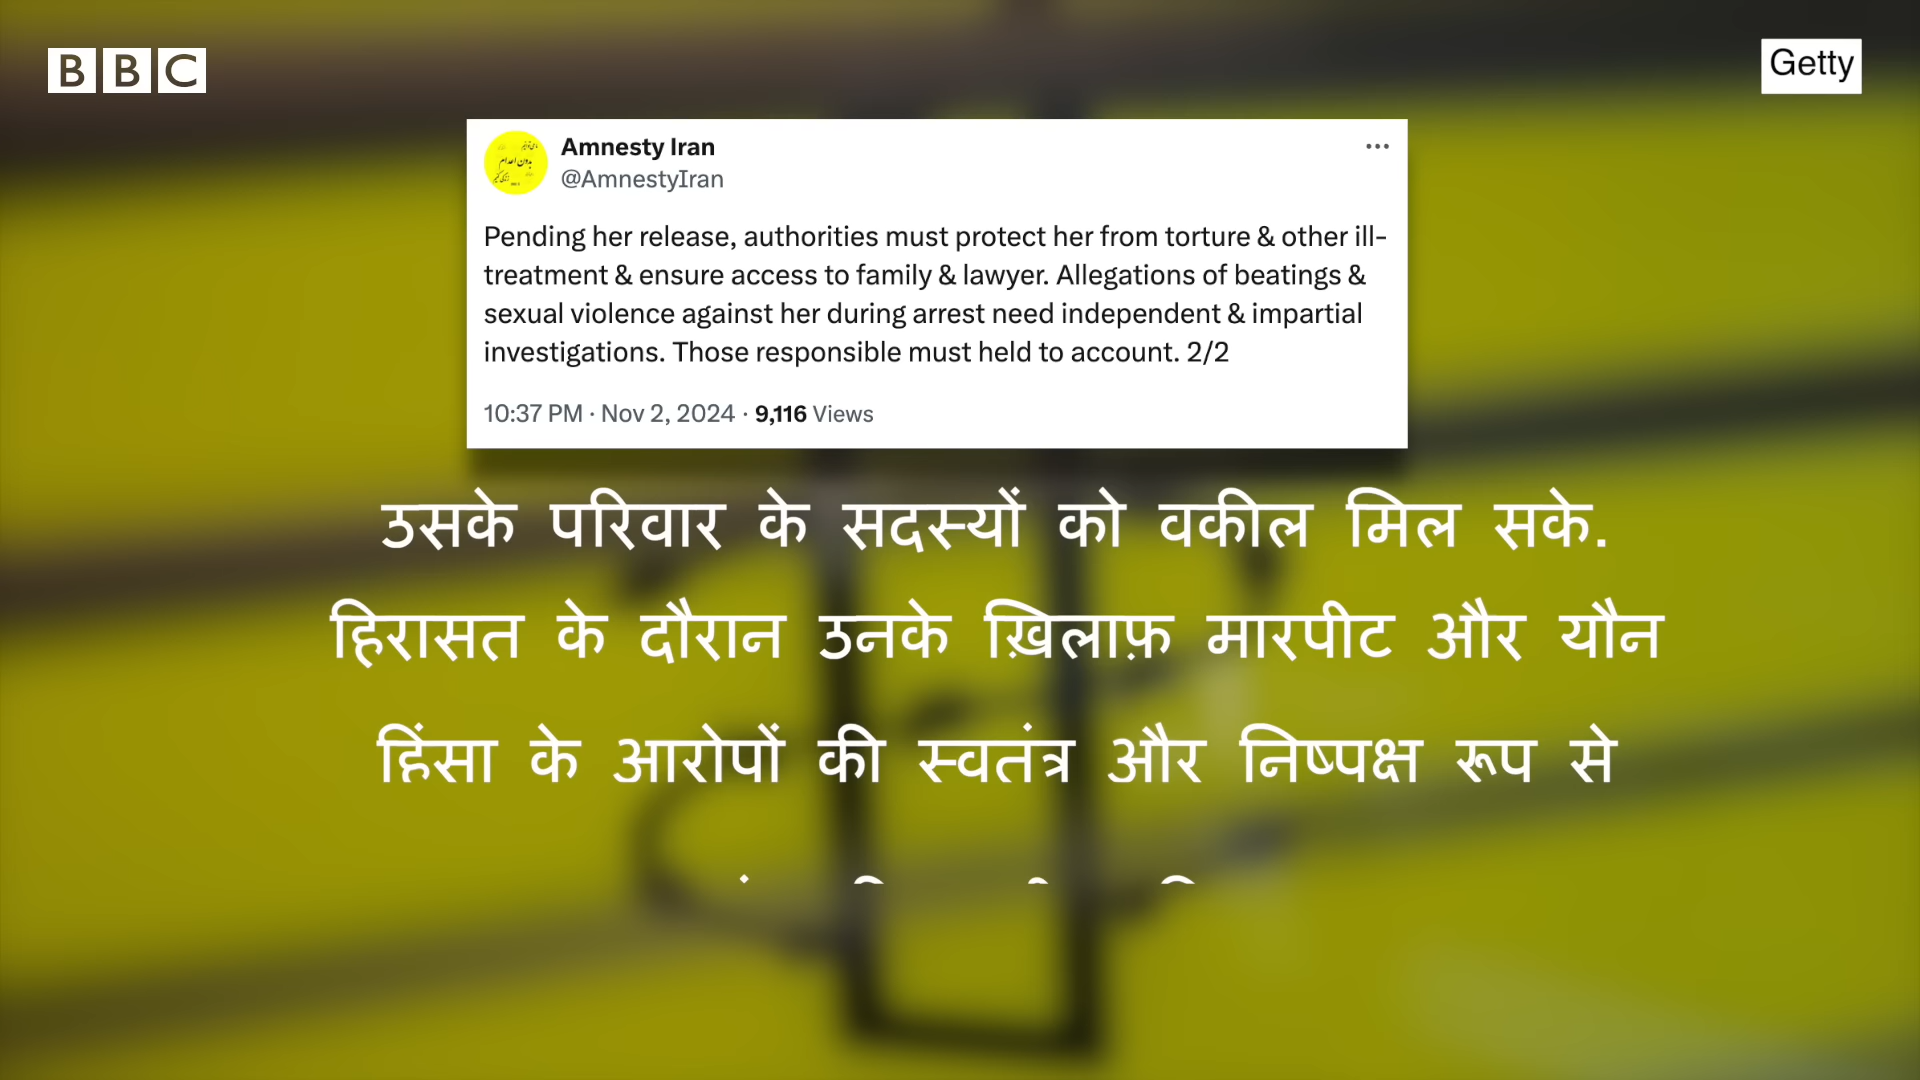 BBC
Getty
Amnesty Iran
@AmnestyIran
Pending her release, authorities must protect her from torture & other ill-
treatment & ensure access to family & lawyer. Allegations of beatings &
sexual violence against her during arrest need independent & impartial
investigations. Those responsible must held to account. 2/2
10:37 PM · Nov 2, 2024 · 9,116 Views
उसके परिवार के सदस्यों को वकील मिल सके.
हिरासत के दौरान उनके ख़िलाफ़ मारपीट और यौन
हिंसा के आरोपों की स्वतंत्र और निष्पक्ष रूप से